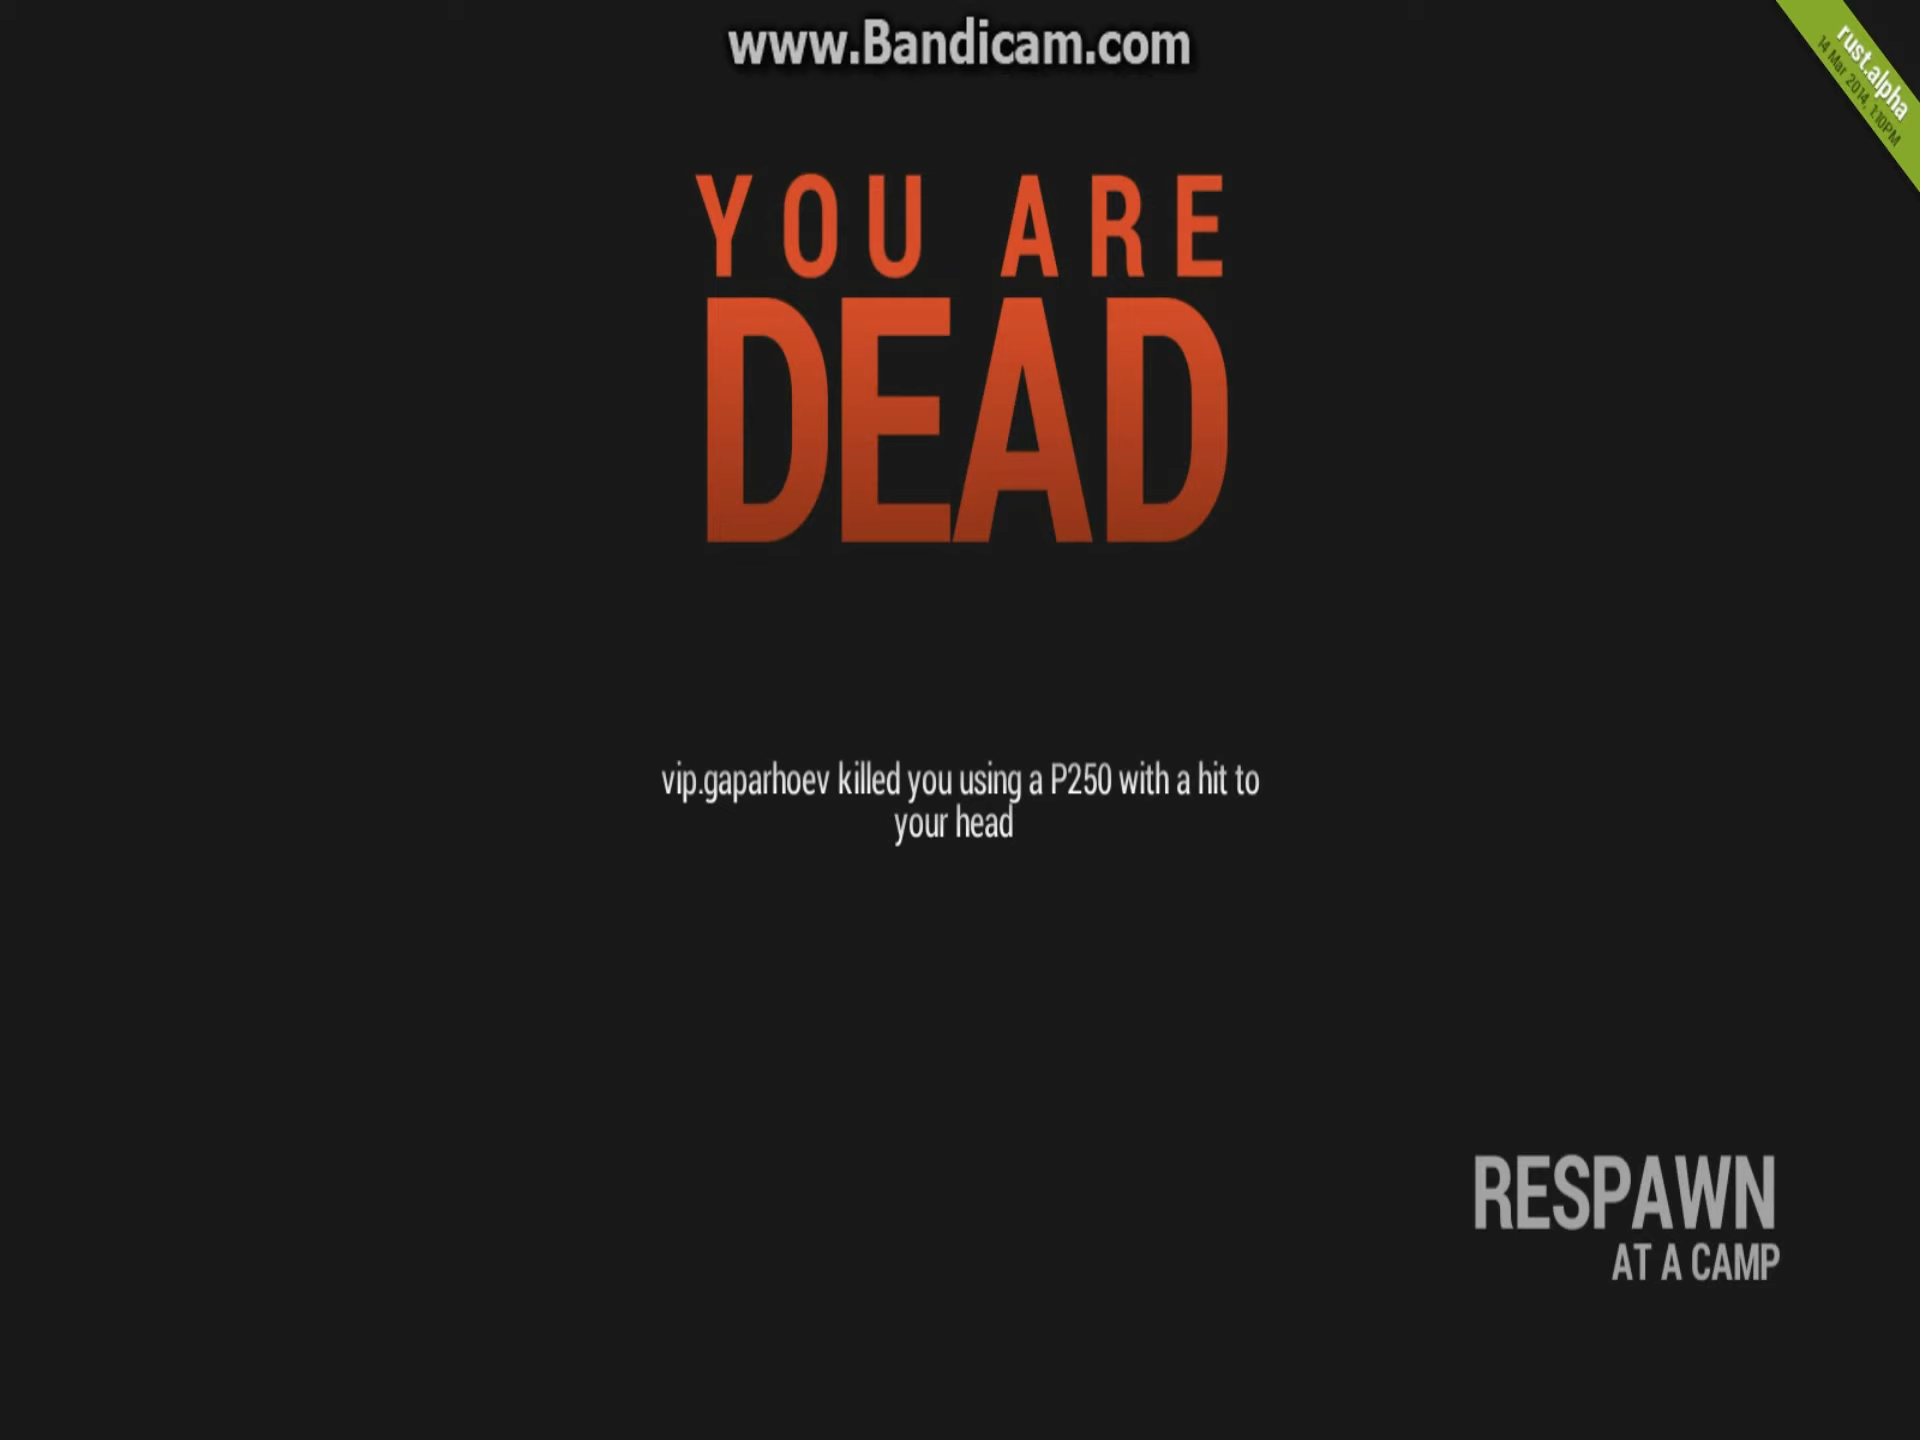 www.Bandicam.com
rust.alpha
14 Mar 2014, 1:10PM
YOU ARE
DEAD
vip.gaparhoev killed you using a P250 with a hit to
your head
RESPAWN
AT A CAMP